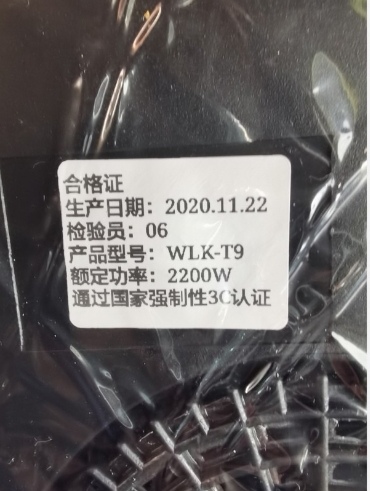 合格证
生产日期：2020.11.22
检验员：06
产品型号：WLK-T9
额定功率：2200W
通过国家强制性3C认证